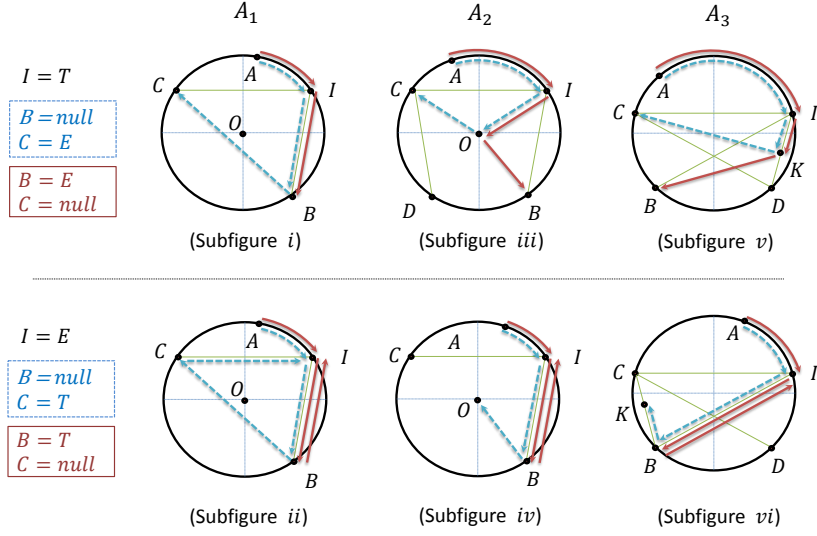 A₁ A₂ A₃
I = T
B = null
C = E
B = E
C = null
C A I O B
(Subfigure i)
C A I O D B
(Subfigure iii)
A C I K B D
(Subfigure v)
I = E
B = null
C = T
B = T
C = null
C A I O B
(Subfigure ii)
C A I O B
(Subfigure iv)
A C I K B D
(Subfigure vi)